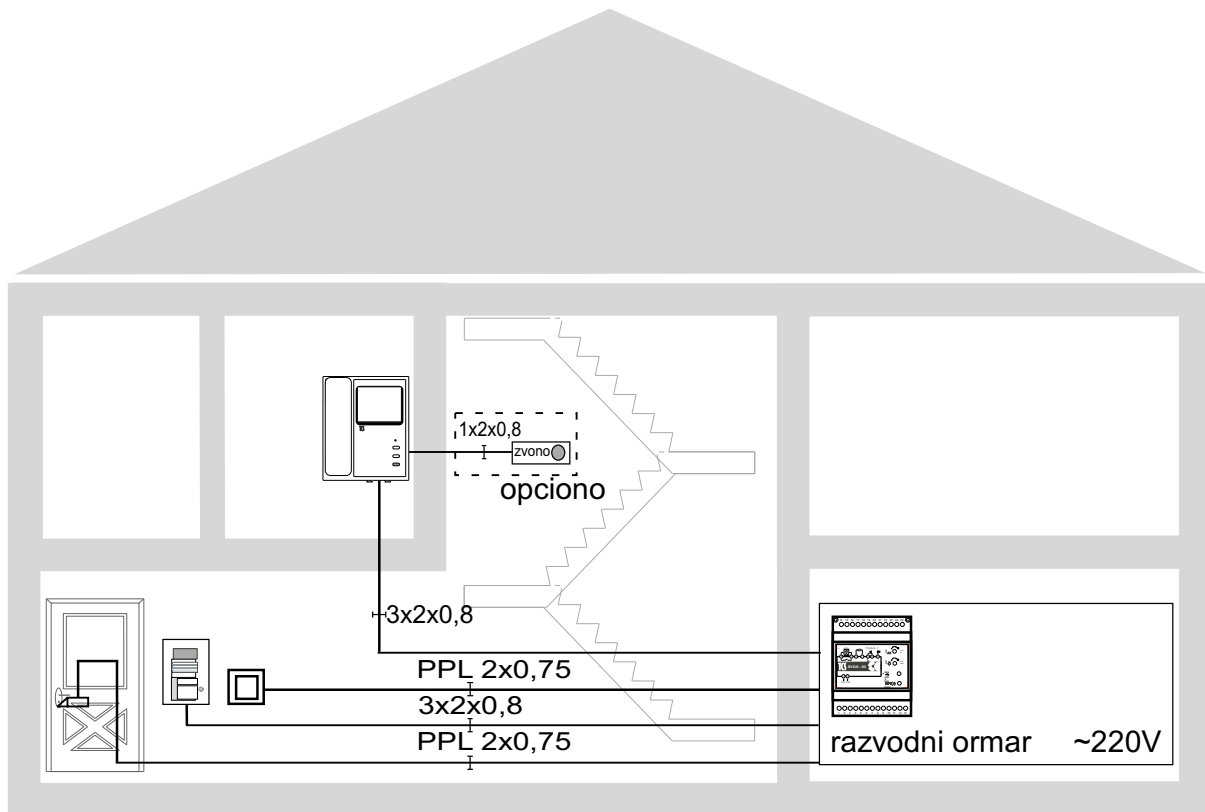 1x2x0,8
zvono
opciono
3x2x0,8
PPL 2x0,75
3x2x0,8
PPL 2x0,75
razvodni ormar ~220V